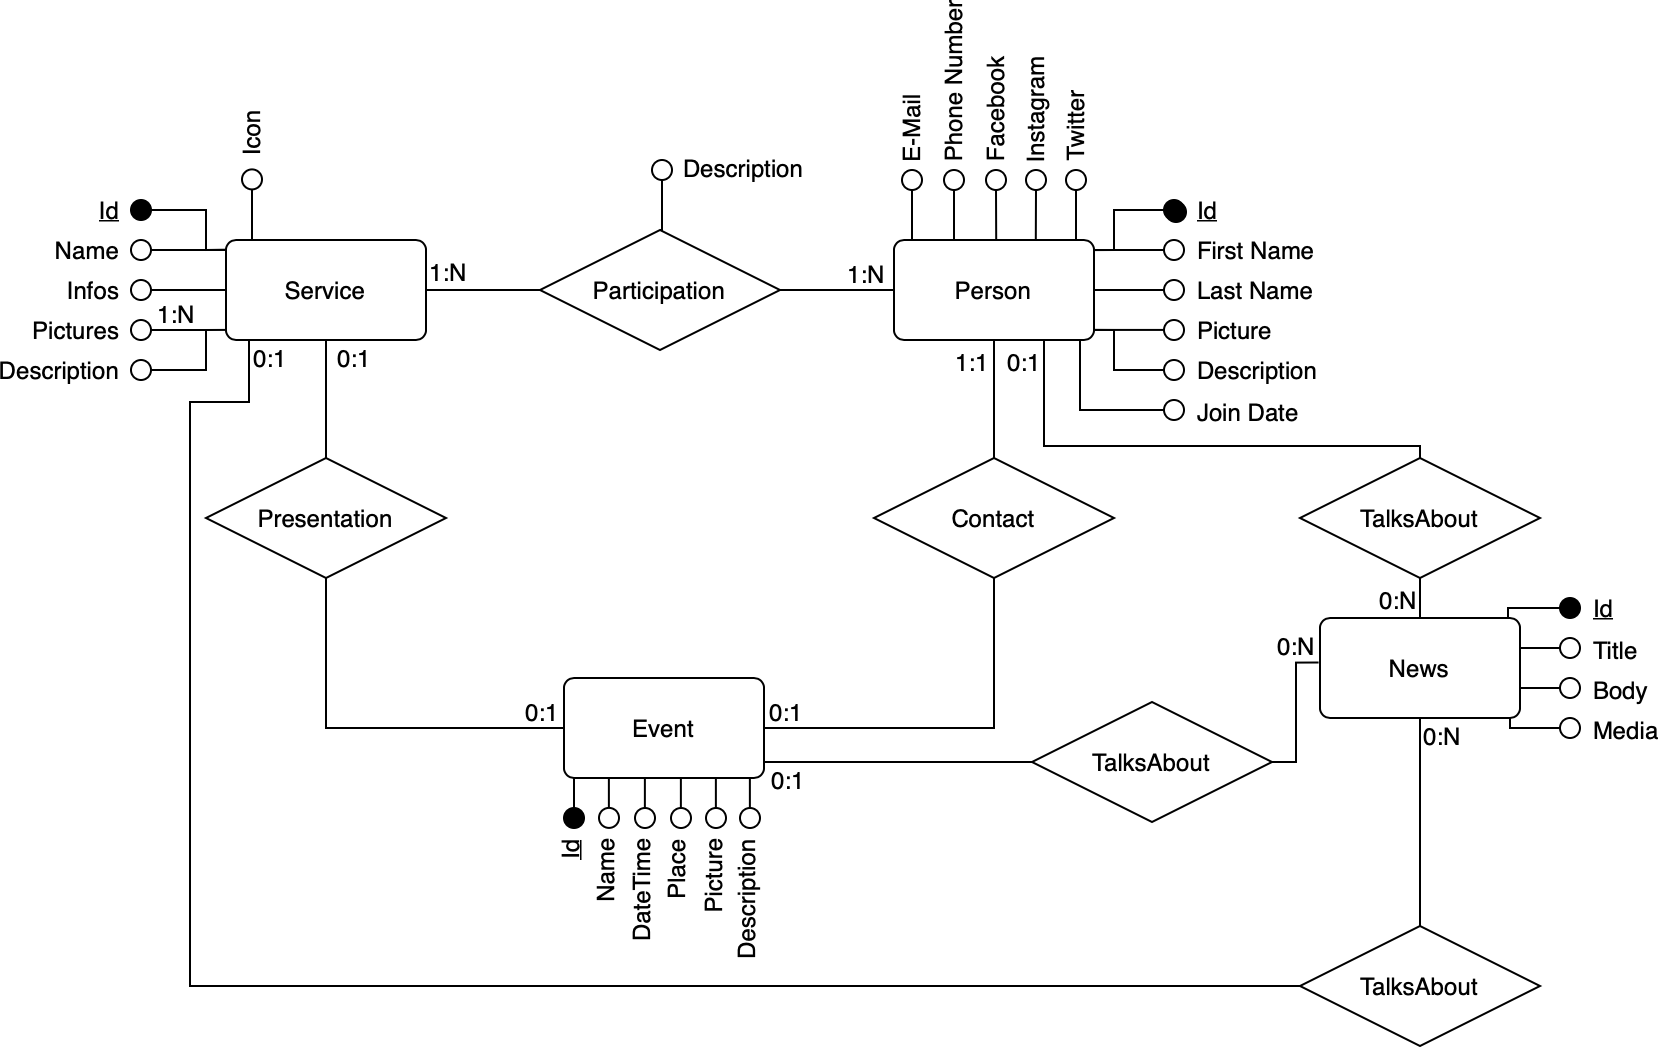 E-Mail
Phone Number
Facebook
Instagram
Twitter
Icon
Description
Id
Name
Infos
Pictures
1:N
Description
Service
1:N
Participation
1:N
Person
Id
First Name
Last Name
Picture
Description
Join Date
0:1
0:1
1:1
0:1
Presentation
Contact
TalksAbout
0:N
0:N
News
Id
Title
Body
Media
0:N
0:1
Event
0:1
0:1
TalksAbout
Id
Name
DateTime
Place
Picture
Description
TalksAbout